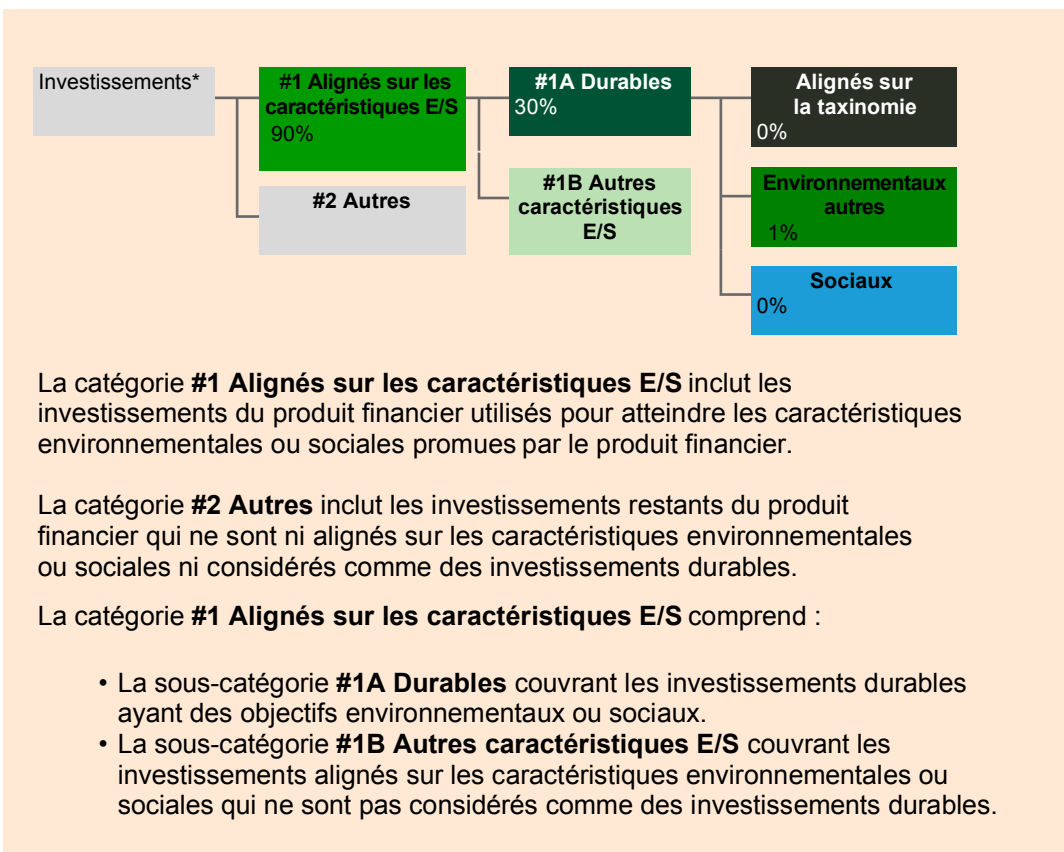 Investissements*
#1 Alignés sur les
caractéristiques E/S
90%
#2 Autres
#1A Durables
30%
#1B Autres
caractéristiques
E/S
Alignés sur
la taxinomie
0%
Environnementaux
autres
1%
Sociaux
0%
La catégorie #1 Alignés sur les caractéristiques E/S inclut les
investissements du produit financier utilisés pour atteindre les caractéristiques
environnementales ou sociales promues par le produit financier.
La catégorie #2 Autres inclut les investissements restants du produit
financier qui ne sont ni alignés sur les caractéristiques environnementales
ou sociales ni considérés comme des investissements durables.
La catégorie #1 Alignés sur les caractéristiques E/S comprend :
• La sous-catégorie #1A Durables couvrant les investissements durables
ayant des objectifs environnementaux ou sociaux.
• La sous-catégorie #1B Autres caractéristiques E/S couvrant les
investissements alignés sur les caractéristiques environnementales ou
sociales qui ne sont pas considérés comme des investissements durables.